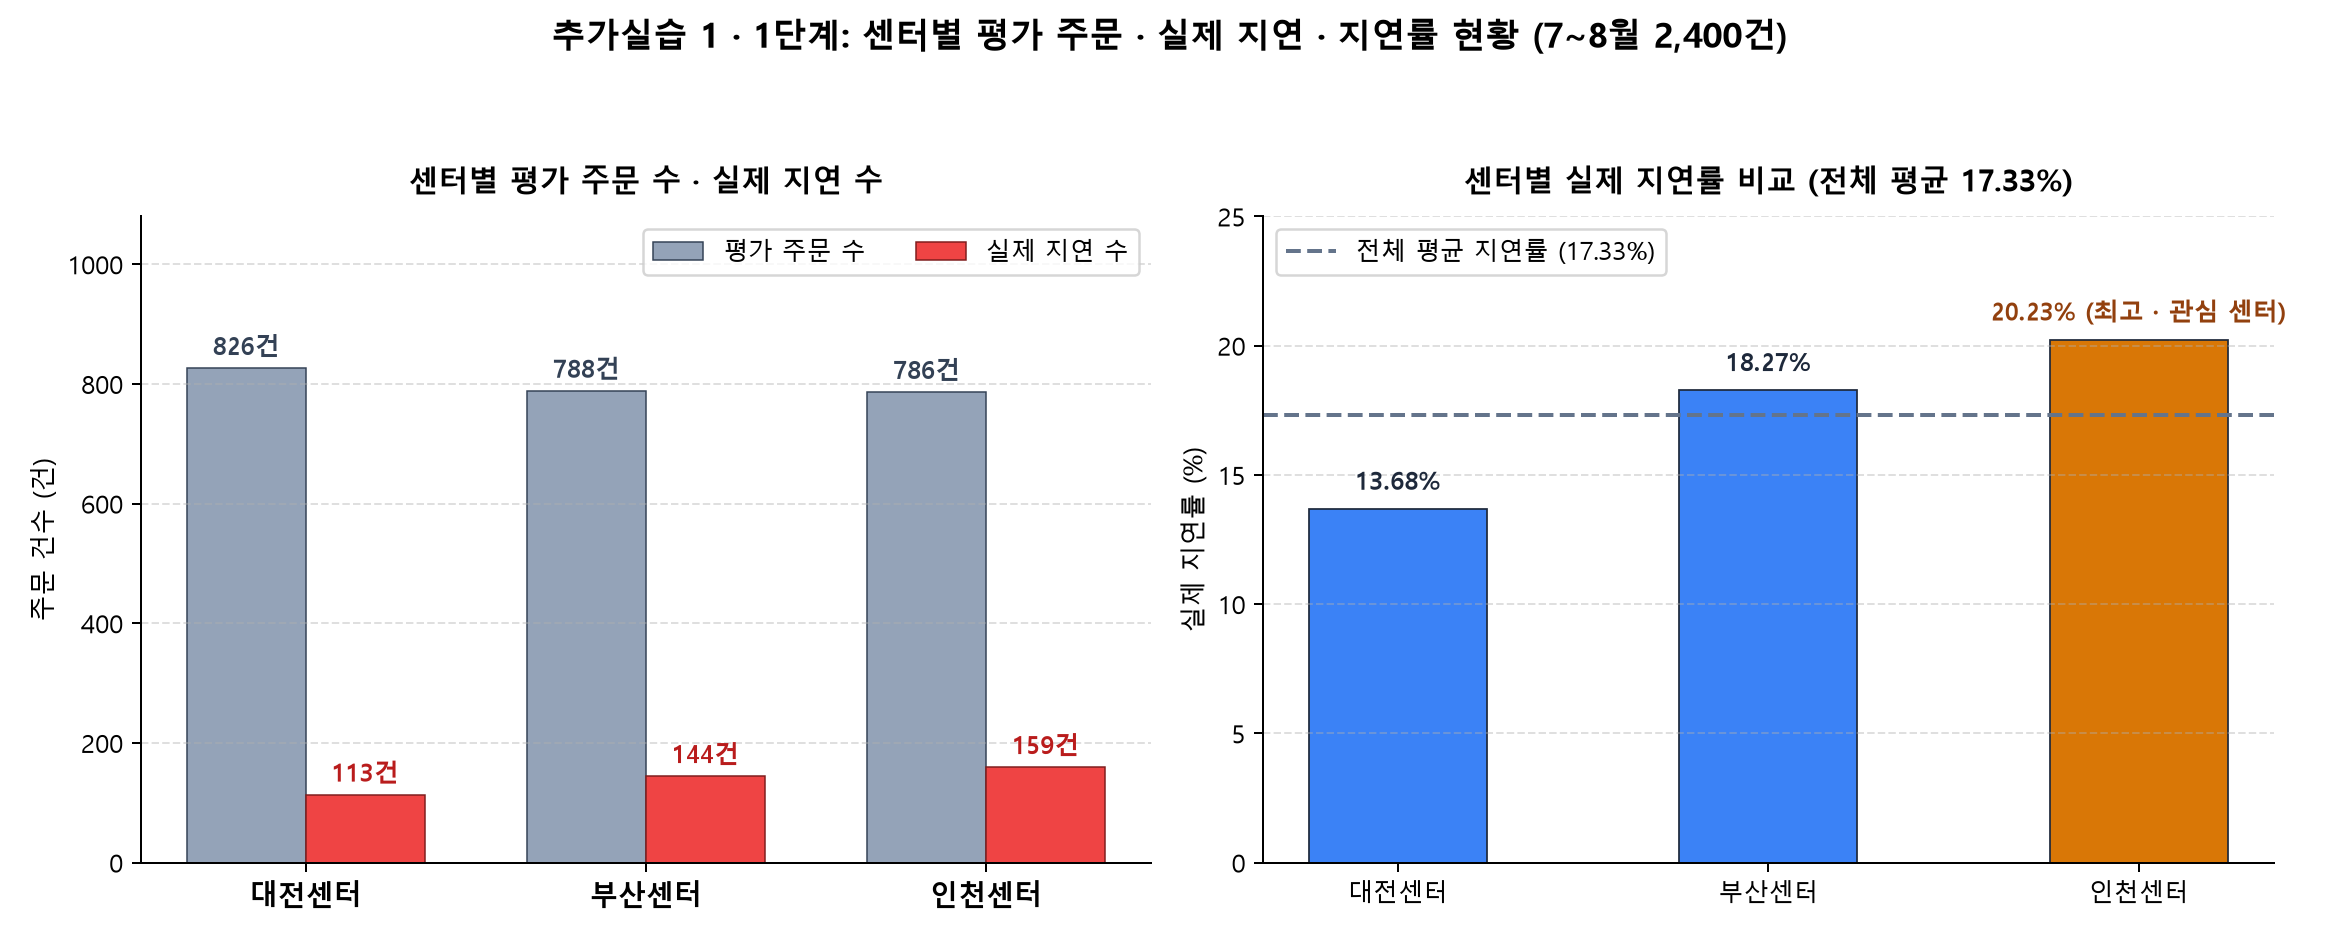 추가실습 1 · 1단계: 센터별 평가 주문 · 실제 지연 · 지연률 현황 (7~8월 2,400건)
센터별 평가 주문 수 · 실제 지연 수
평가 주문 수
실제 지연 수
주문 건수 (건)
1000
800
600
400
200
0
826건
113건
788건
144건
786건
159건
대전센터
부산센터
인천센터
센터별 실제 지연률 비교 (전체 평균 17.33%)
전체 평균 지연률 (17.33%)
실제 지연률 (%)
25
20
15
10
5
0
13.68%
18.27%
20.23% (최고 · 관심 센터)
대전센터
부산센터
인천센터